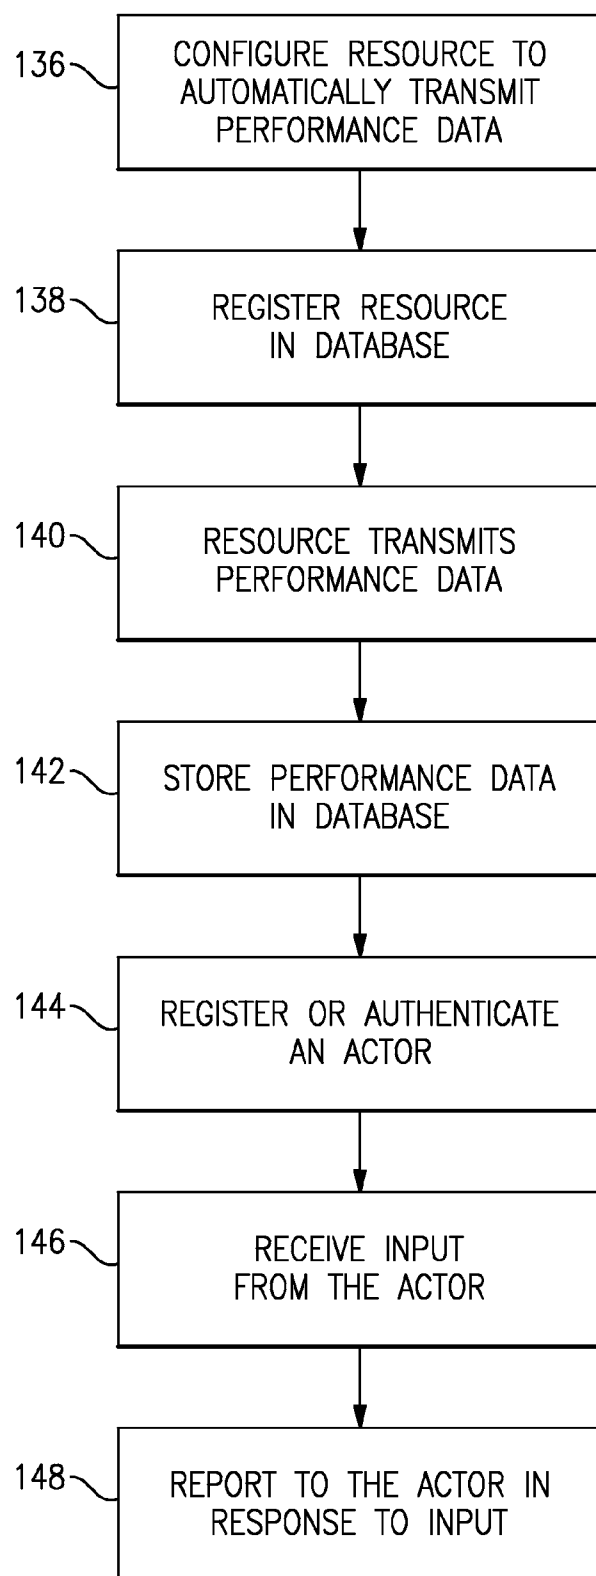 136
CONFIGURE RESOURCE TO
AUTOMATICALLY TRANSMIT
PERFORMANCE DATA
138
REGISTER RESOURCE
IN DATABASE
140
RESOURCE TRANSMITS
PERFORMANCE DATA
142
STORE PERFORMANCE DATA
IN DATABASE
144
REGISTER OR AUTHENTICATE
AN ACTOR
146
RECEIVE INPUT
FROM THE ACTOR
148
REPORT TO THE ACTOR IN
RESPONSE TO INPUT